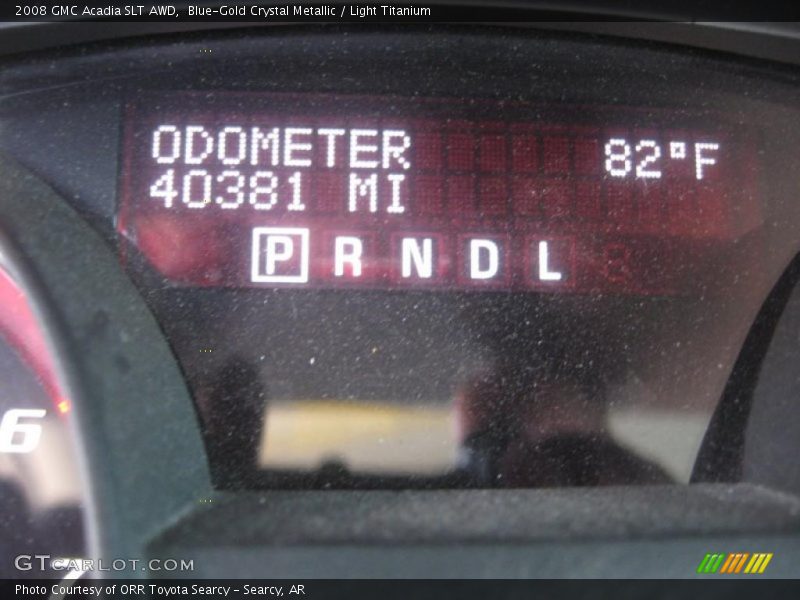 2008 GMC Acadia SLT AWD, Blue-Gold Crystal Metallic / Light Titanium
ODOMETER 82°F
40381 MI
P R N D L
6
7
GTCARLOT.COM
Photo Courtesy of ORR Toyota Searcy - Searcy, AR